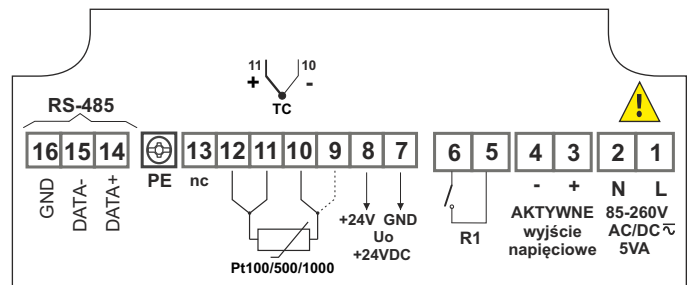 11 10
+ -
TC
RS-485
16 15 14 13 12 11 10 9 8 7 6 5 4 3 2 1
GND DATA- DATA+ PE nc - + N L
+24V GND
Uo
+24VDC
Pt100/500/1000
R1
AKTYWNE
wyjście
napięciowe
85-260V
AC/DC
5VA